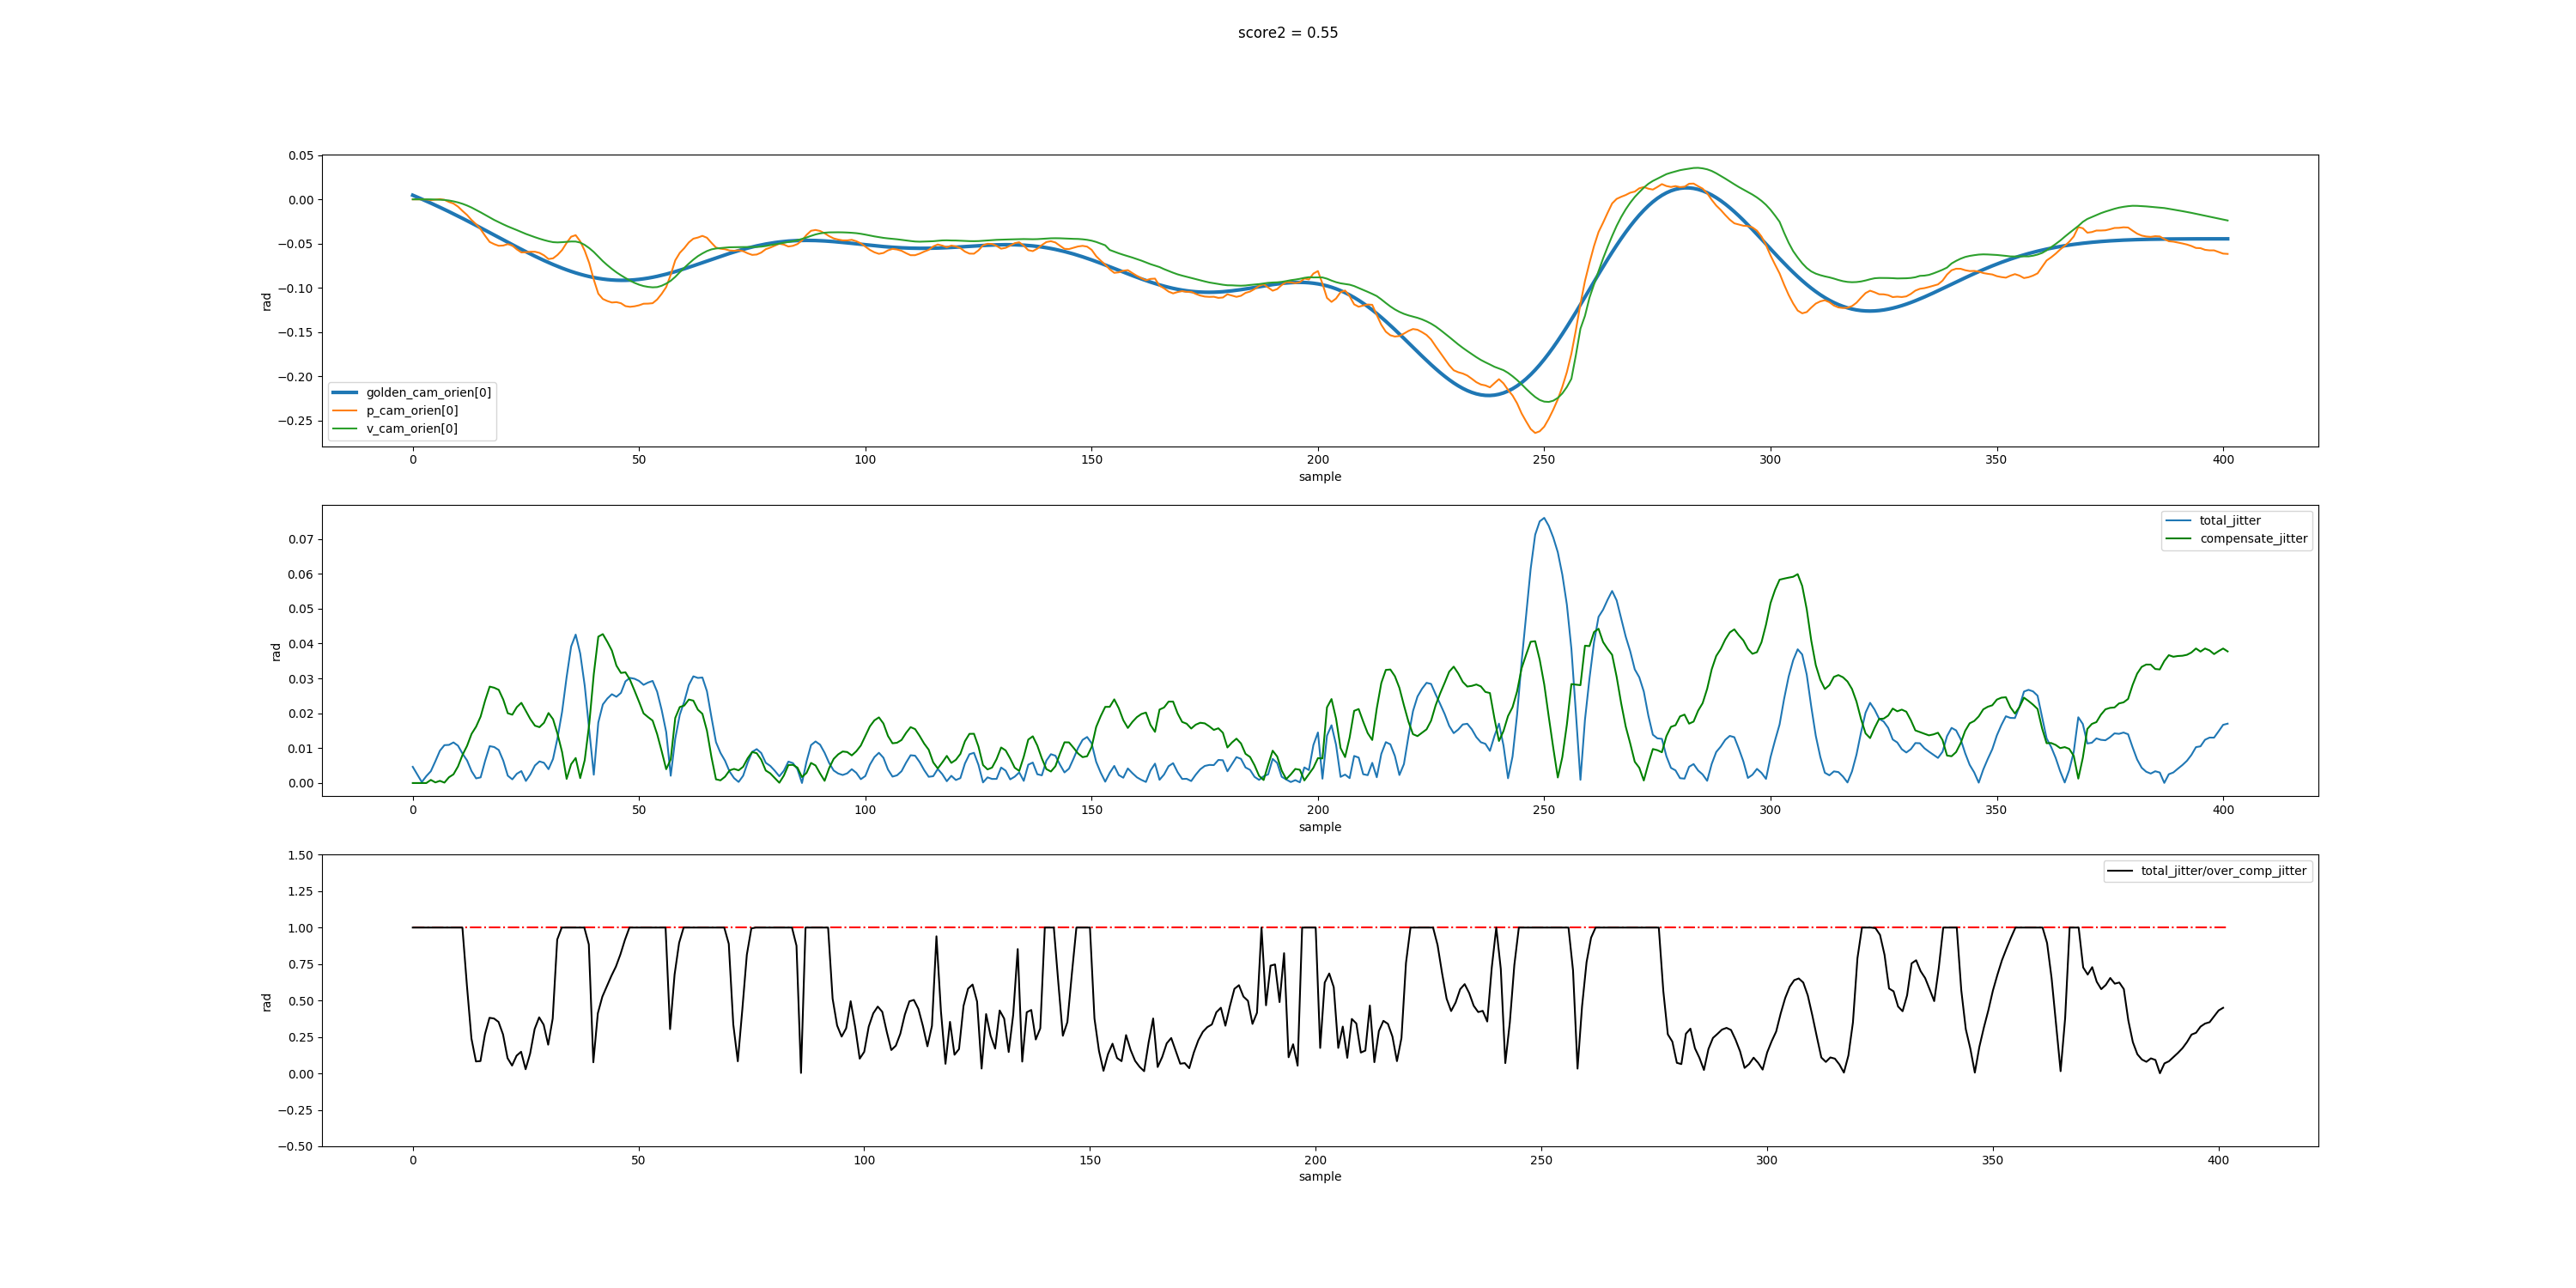 score2 = 0.55
0.05
0.00
−0.05
−0.10
−0.15
−0.20
−0.25
rad
golden_cam_orien[0]
p_cam_orien[0]
v_cam_orien[0]
0 50 100 150 200 250 300 350 400
sample
0.07
0.06
0.05
0.04
0.03
0.02
0.01
0.00
rad
total_jitter
compensate_jitter
0 50 100 150 200 250 300 350 400
sample
1.50
1.25
1.00
0.75
0.50
0.25
0.00
−0.25
−0.50
rad
total_jitter/over_comp_jitter
0 50 100 150 200 250 300 350 400
sample